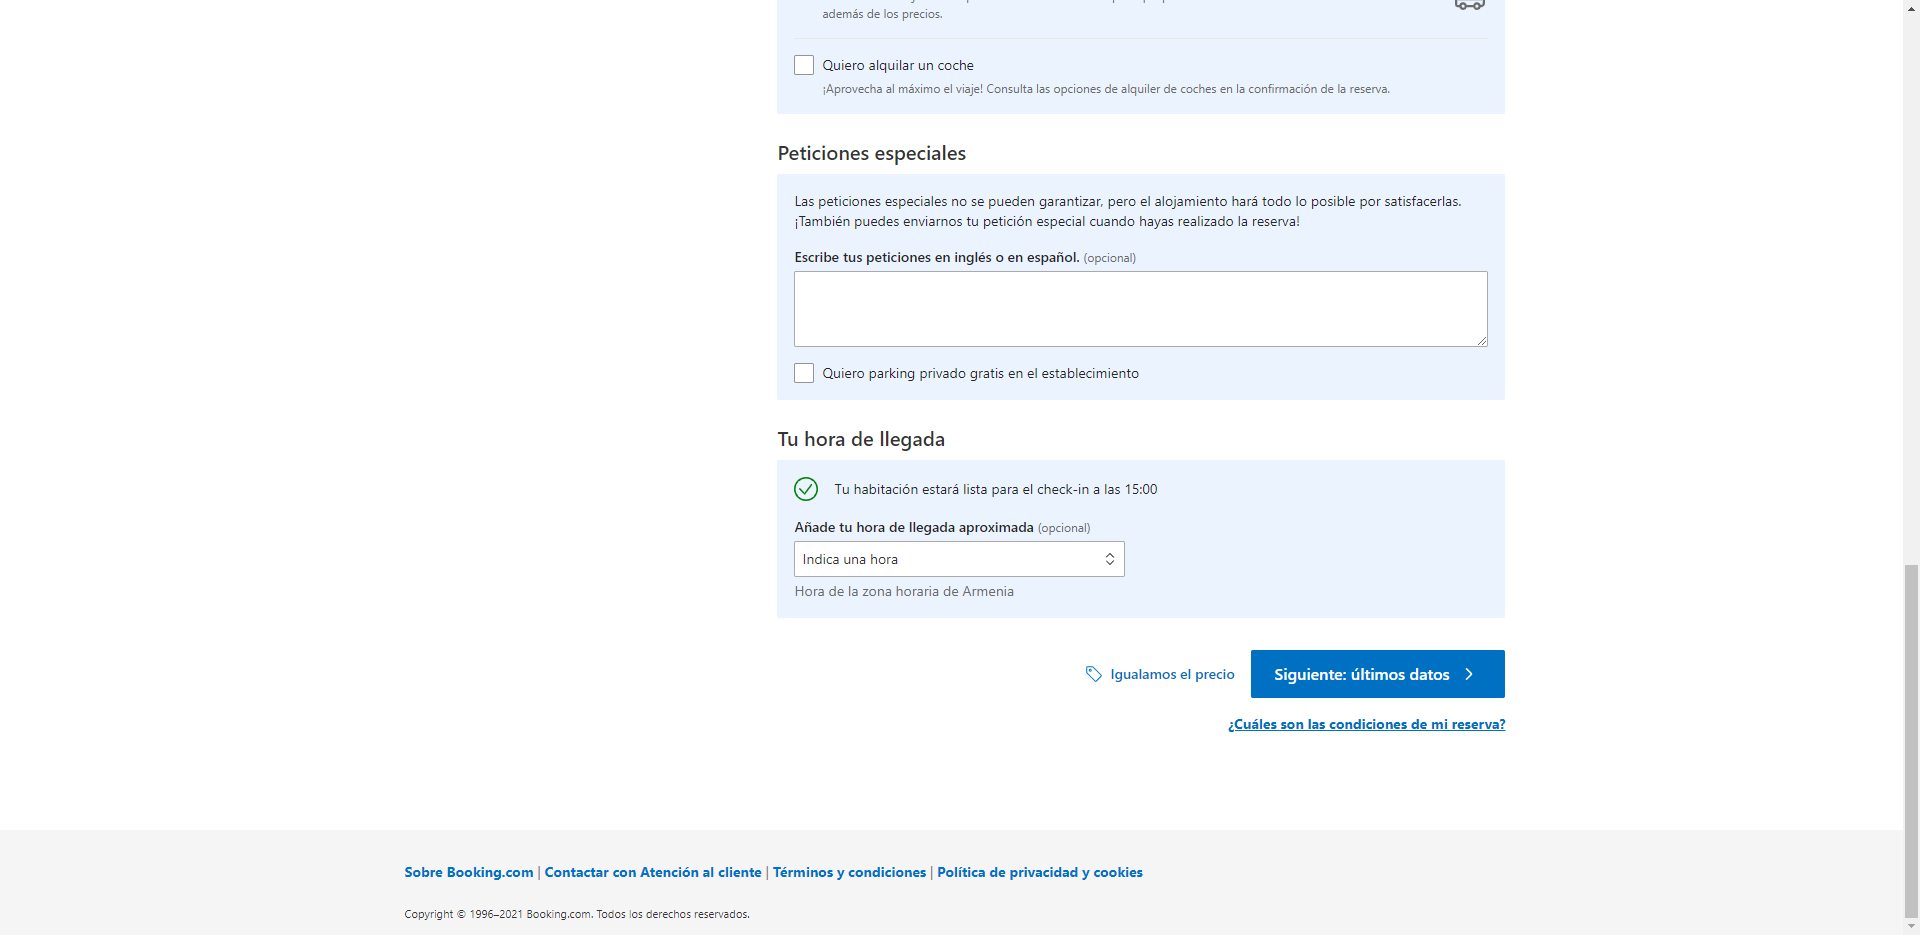 además de los precios.
Quiero alquilar un coche
¡Aprovecha al máximo el viaje! Consulta las opciones de alquiler de coches en la confirmación de la reserva.
Peticiones especiales
Las peticiones especiales no se pueden garantizar, pero el alojamiento hará todo lo posible por satisfacerlas.
¡También puedes enviarnos tu petición especial cuando hayas realizado la reserva!
Escribe tus peticiones en inglés o en español. (opcional)
Quiero parking privado gratis en el establecimiento
Tu hora de llegada
Tu habitación estará lista para el check-in a las 15:00
Añade tu hora de llegada aproximada (opcional)
Indica una hora
Hora de la zona horaria de Armenia
Igualamos el precio
Siguiente: últimos datos
¿Cuáles son las condiciones de mi reserva?
Sobre Booking.com | Contactar con Atención al cliente | Términos y condiciones | Política de privacidad y cookies
Copyright © 1996–2021 Booking.com. Todos los derechos reservados.